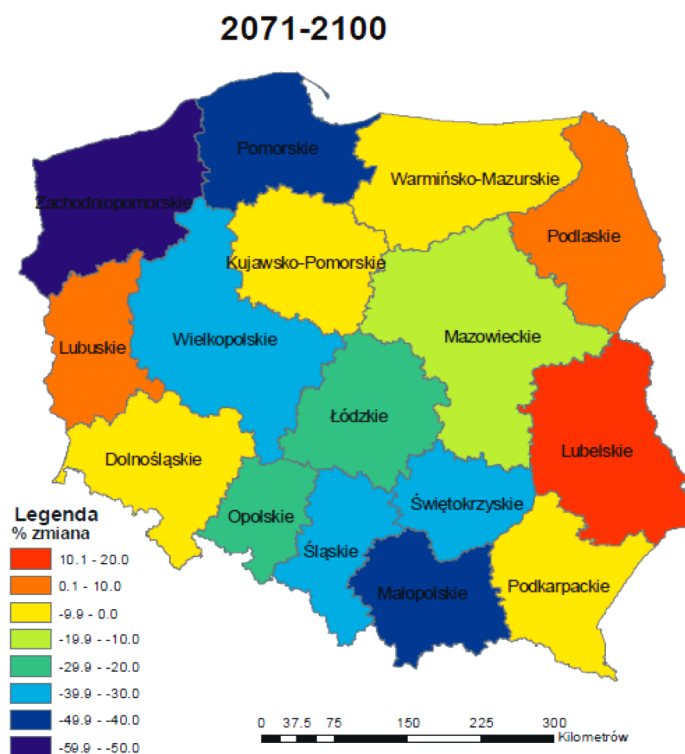 2071-2100
Pomorskie
Warmińsko-Mazurskie
Zachodniopomorskie
Podlaskie
Kujawsko-Pomorskie
Wielkopolskie
Mazowieckie
Lubuskie
Łódzkie
Lubelskie
Dolnośląskie
Świętokrzyskie
Opolskie
Śląskie
Podkarpackie
Małopolskie
Legenda
% zmiana
10.1 - 20.0
0.1 - 10.0
-9.9 - 0.0
-19.9 - -10.0
-29.9 - -20.0
-39.9 - -30.0
-49.9 - -40.0
-59.9 - -50.0
0 37.5 75 150 225 300
Kilometrów